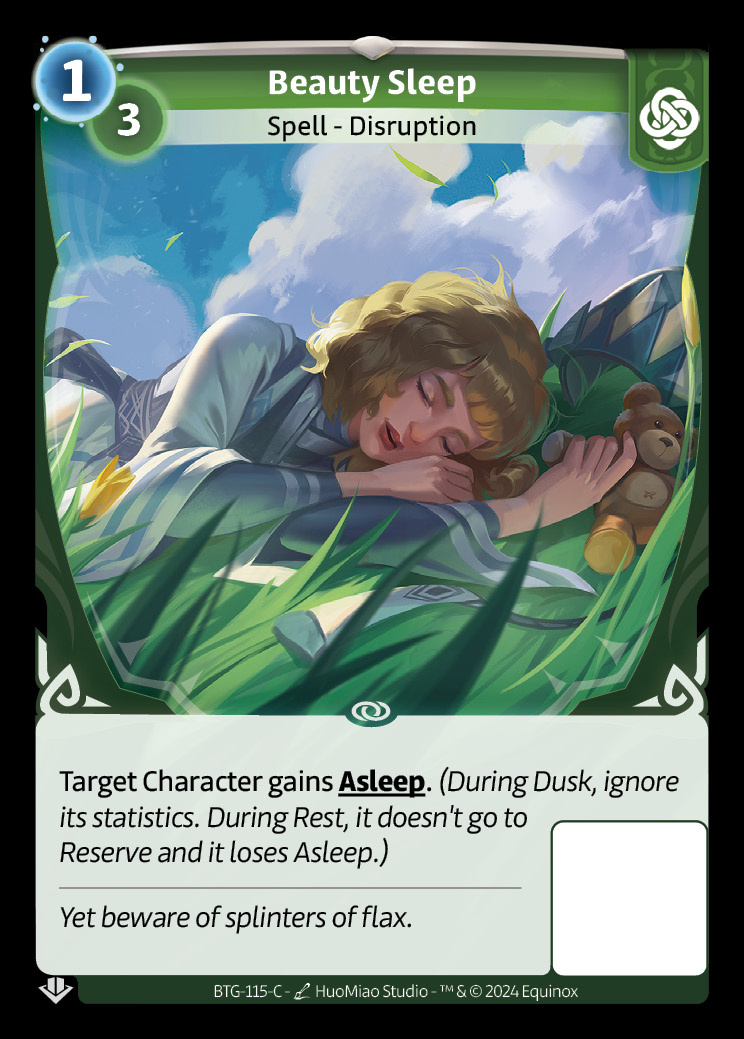 1
Beauty Sleep
3
Spell - Disruption
Target Character gains Asleep. (During Dusk, ignore
its statistics. During Rest, it doesn't go to
Reserve and it loses Asleep.)
Yet beware of splinters of flax.
BTG-115-C - HuoMiao Studio - ™ & © 2024 Equinox